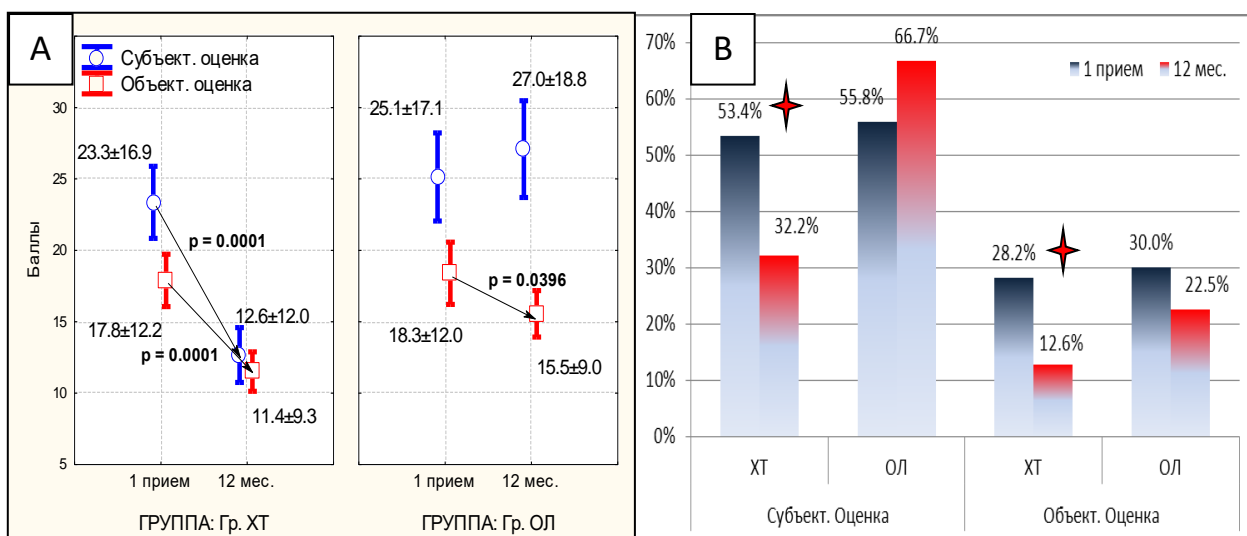 A
Субъект. оценка
Объект. оценка
Баллы
30
25
20
15
10
5
23.3±16.9
17.8±12.2
p = 0.0001
p = 0.0001
12.6±12.0
11.4±9.3
25.1±17.1
27.0±18.8
p = 0.0396
18.3±12.0
15.5±9.0
1 прием 12 мес.
1 прием 12 мес.
ГРУППА: Гр. ХТ
ГРУППА: Гр. ОЛ
B
1 прием 12 мес.
70%
60%
50%
40%
30%
20%
10%
0%
53.4%
32.2%
55.8%
66.7%
28.2%
12.6%
30.0%
22.5%
ХТ ОЛ ХТ ОЛ
Субъект. Оценка Объект. Оценка